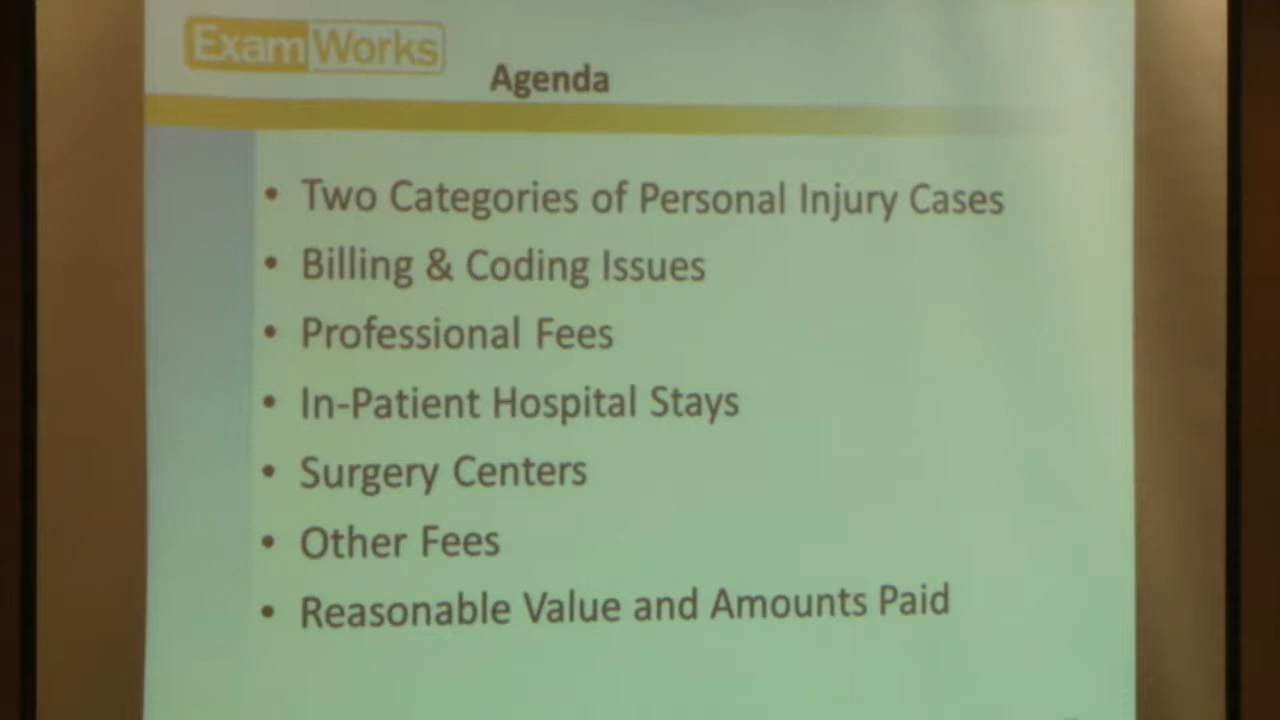 ExamWorks
Agenda
• Two Categories of Personal Injury Cases
• Billing & Coding Issues
• Professional Fees
• In-Patient Hospital Stays
• Surgery Centers
• Other Fees
• Reasonable Value and Amounts Paid